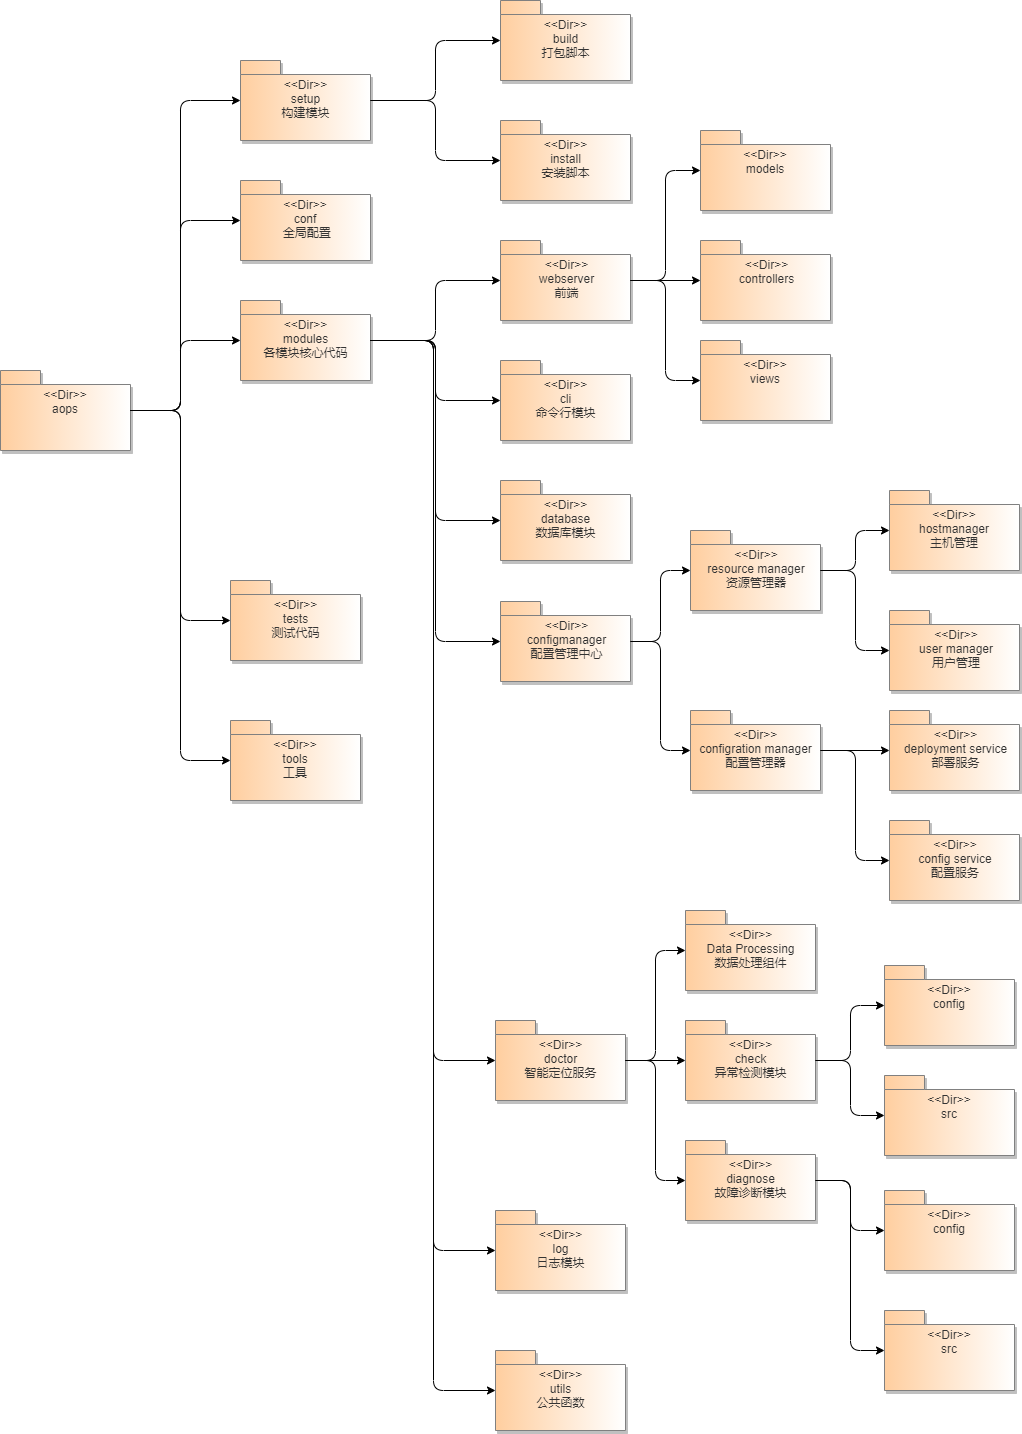 <<Dir>>
build
打包脚本
<<Dir>>
setup
构建模块
<<Dir>>
install
安装脚本
<<Dir>>
models
<<Dir>>
conf
全局配置
<<Dir>>
webserver
前端
<<Dir>>
controllers
<<Dir>>
modules
各模块核心代码
<<Dir>>
views
<<Dir>>
aops
<<Dir>>
cli
命令行模块
<<Dir>>
database
数据库模块
<<Dir>>
hostmanager
主机管理
<<Dir>>
resource manager
资源管理器
<<Dir>>
tests
测试代码
<<Dir>>
configmanager
配置管理中心
<<Dir>>
user manager
用户管理
<<Dir>>
tools
工具
<<Dir>>
configration manager
配置管理器
<<Dir>>
deployment service
部署服务
<<Dir>>
config service
配置服务
<<Dir>>
Data Processing
数据处理组件
<<Dir>>
config
<<Dir>>
doctor
智能定位服务
<<Dir>>
check
异常检测模块
<<Dir>>
src
<<Dir>>
diagnose
故障诊断模块
<<Dir>>
config
<<Dir>>
log
日志模块
<<Dir>>
src
<<Dir>>
utils
公共函数